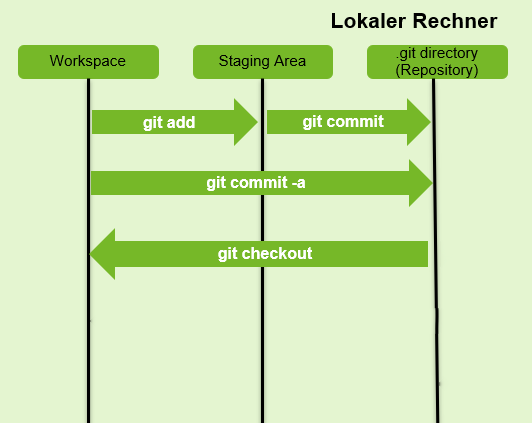 Lokaler Rechner
Workspace
Staging Area
.git directory
(Repository)
git add
git commit
git commit -a
git checkout